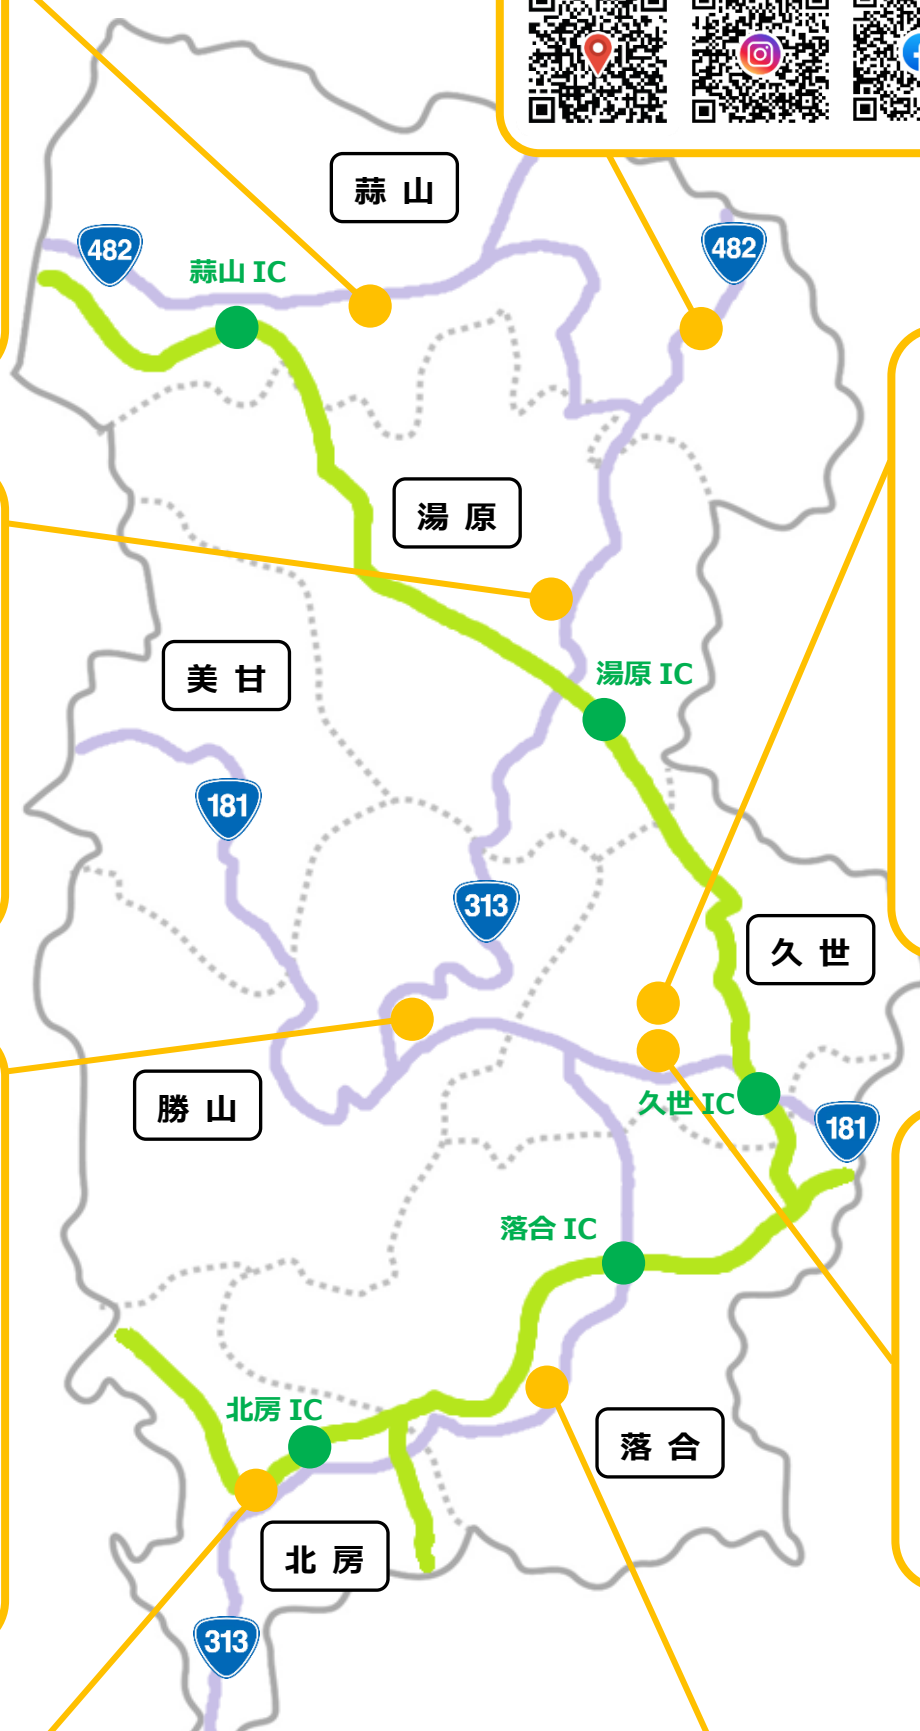 蒜山
482
482
蒜山 IC
湯原
美甘
湯原 IC
181
313
久世
勝山
久世 IC
181
落合 IC
北房 IC
落合
北房
313